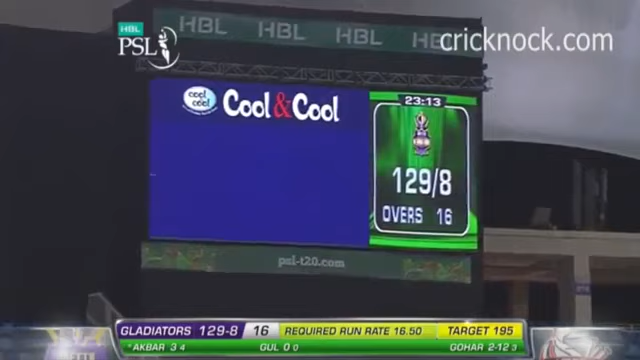 HBL HBL HBL HBL
HBL
PSL
cricknock.com
cool & cool
Cool & Cool
23:13
129/8
OVERS 16
psl-t20.com
GLADIATORS 129-8 16 REQUIRED RUN RATE 16.50 TARGET 195
*AKBAR 3 4 GUL 0 0 GOHAR 2-12 3